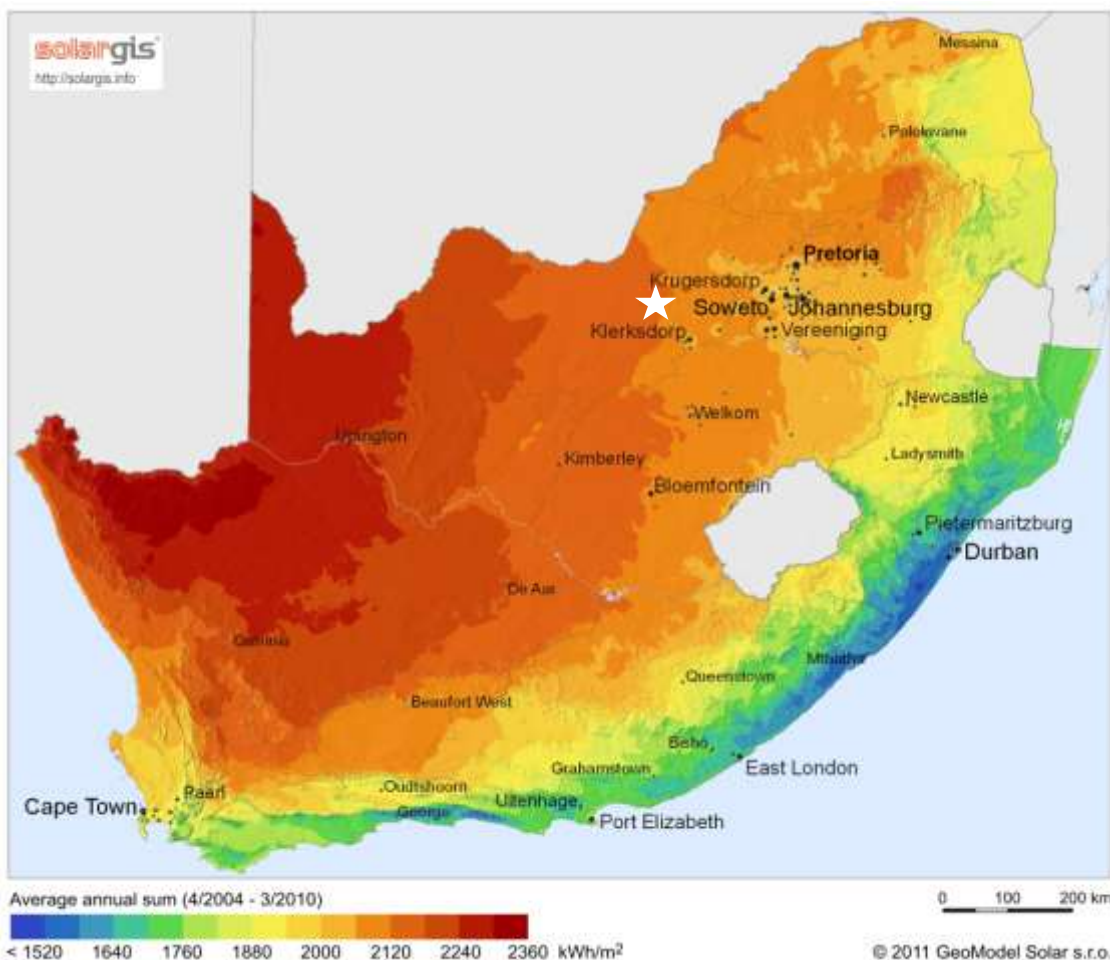 solargis
http://solargis.info
Messina
Polokwane
Pretoria
Krugersdorp
Soweto
Johannesburg
Klerksdorp
Vereeniging
Newcastle
Welkom
Upington
Kimberley
Ladysmith
Bloemfontein
Pietermaritzburg
Durban
De Aar
Calvinia
Mthatha
Queenstown
Beaufort West
Beho
East London
Grahamstown
Oudtshoorn
Paarl
Cape Town
George
Uitenhage
Port Elizabeth
Average annual sum (4/2004 - 3/2010)
0 100 200 km
< 1520 1640 1760 1880 2000 2120 2240 2360 kWh/m²
© 2011 GeoModel Solar s.r.o.